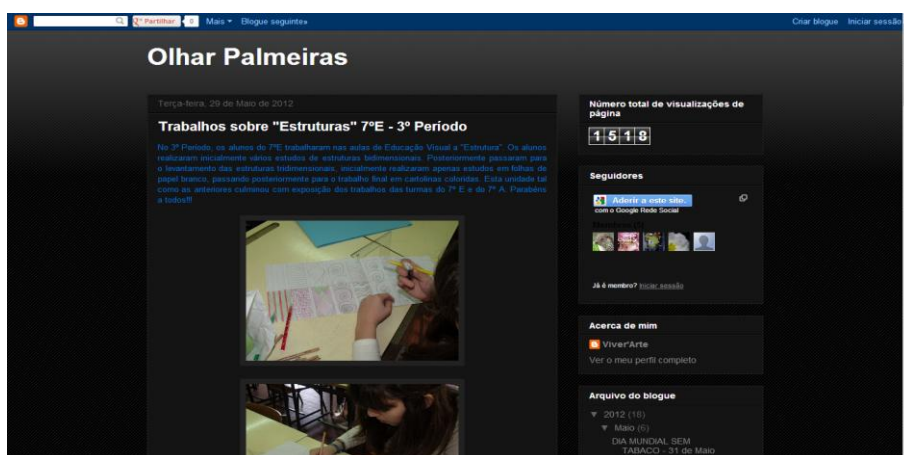 Partilhar 0 Mais Blogue seguinte» Criar blogue Iniciar sessão
Olhar Palmeiras
Terça-feira, 29 de Maio de 2012
Trabalhos sobre "Estruturas" 7ºE - 3º Período
No 3º Período, os alunos do 7ºE trabalharam nas aulas de Educação Visual a "Estrutura". Os alunos
realizaram inicialmente vários estudos de estruturas bidimensionais. Posteriormente passaram para
o levantamento das estruturas tridimensionais, inicialmente realizaram apenas estudos em folhas de
papel branco, passando posteriormente para o trabalho final em cartolinas coloridas. Esta unidade tal
como as anteriores culminou com exposição dos trabalhos das turmas do 7º E e do 7º A. Parabéns
a todos!!!
Número total de visualizações de
página
1518
Seguidores
Aderir a este site.
com o Google Rede Social
Já é membro? Iniciar sessão
Acerca de mim
Viver'Arte
Ver o meu perfil completo
Arquivo do blogue
▼ 2012 (16)
▼ Maio (6)
DIA MUNDIAL SEM
TABACO - 31 de Maio